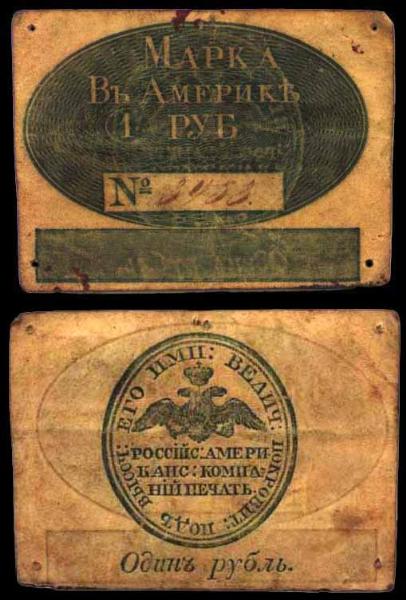 МАРКА
ВЪ АМЕРИКѢ
1 РУБ
№
ПОДЪ ВЫСОЧ: ЕГО ИМП: ВЕЛИЧ: ПОКРОВИТ:
РОССІЙС: АМЕРИ
КАНС: КОМПА
НІЙ ПЕЧАТЬ.
Одинъ рубль.